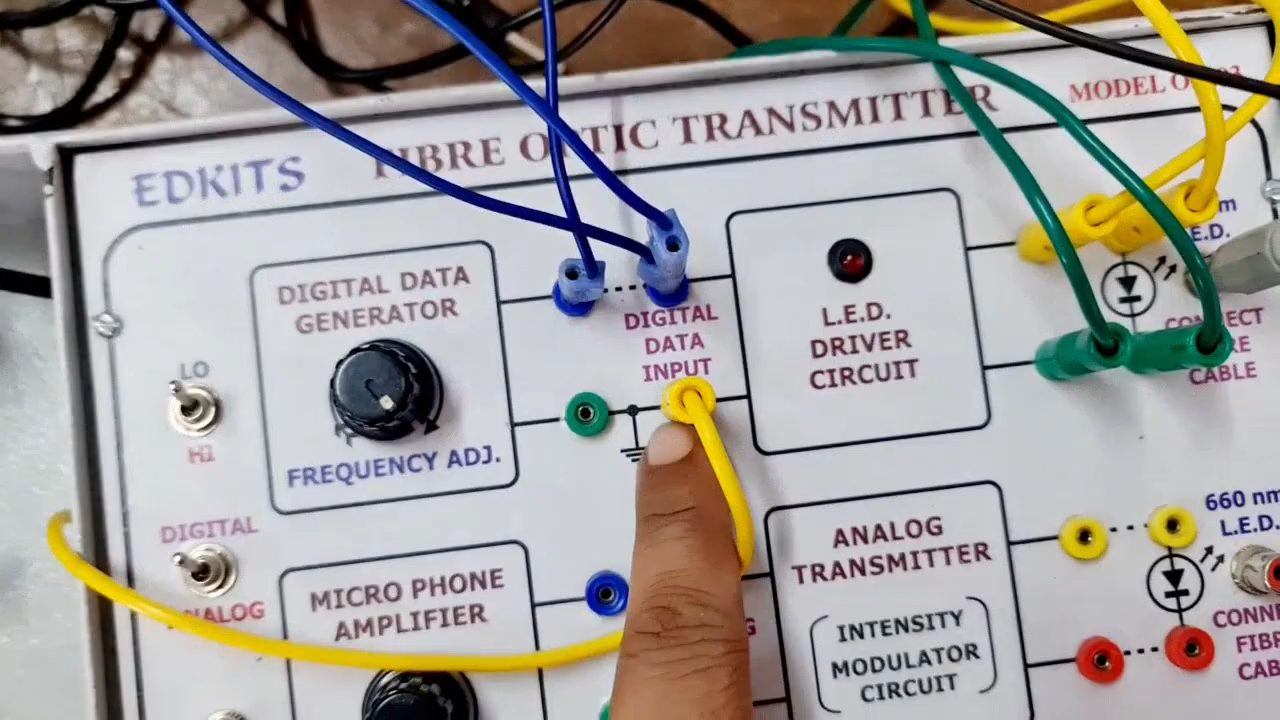 EDKITS
FIBRE OPTIC TRANSMITTER
MODEL
DIGITAL DATA
GENERATOR
FREQUENCY ADJ.
LO
HI
DIGITAL
ANALOG
DIGITAL
DATA
INPUT
L.E.D.
DRIVER
CIRCUIT
CONNECT
CABLE
MICRO PHONE
AMPLIFIER
ANALOG
TRANSMITTER
INTENSITY
MODULATOR
CIRCUIT
660 nm
L.E.D.